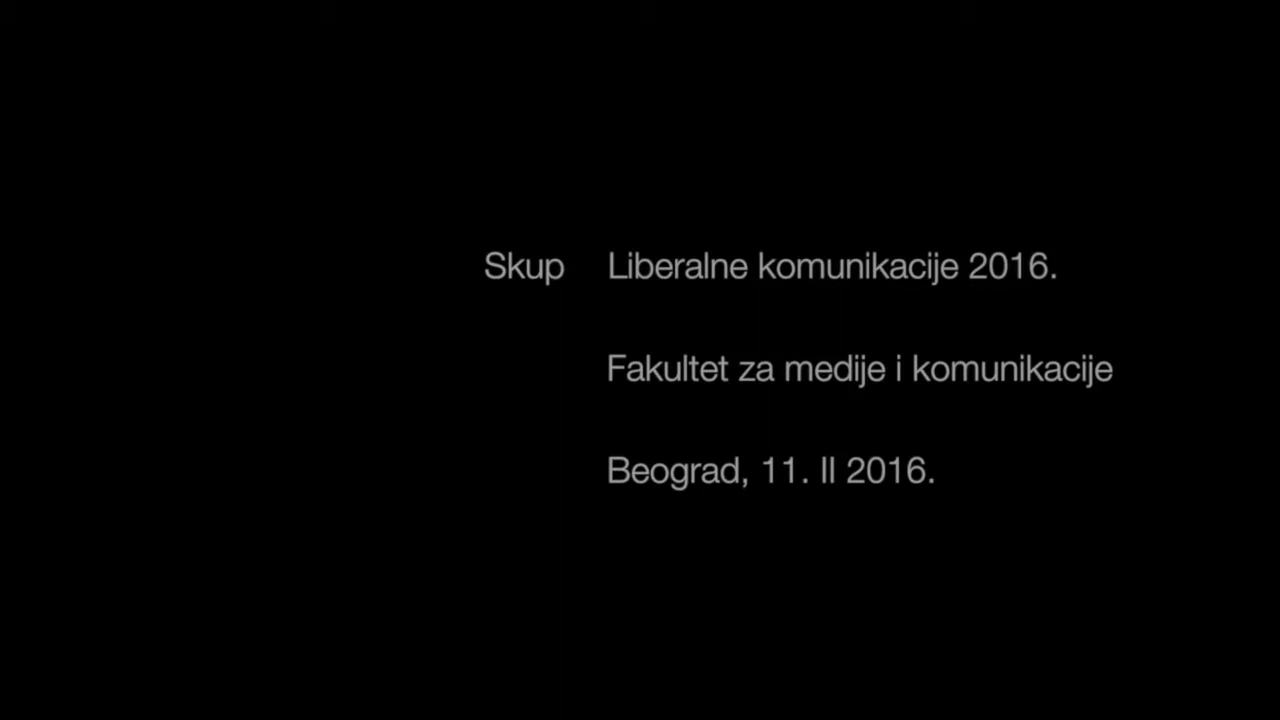 Skup Liberalne komunikacije 2016.
Fakultet za medije i komunikacije
Beograd, 11. II 2016.